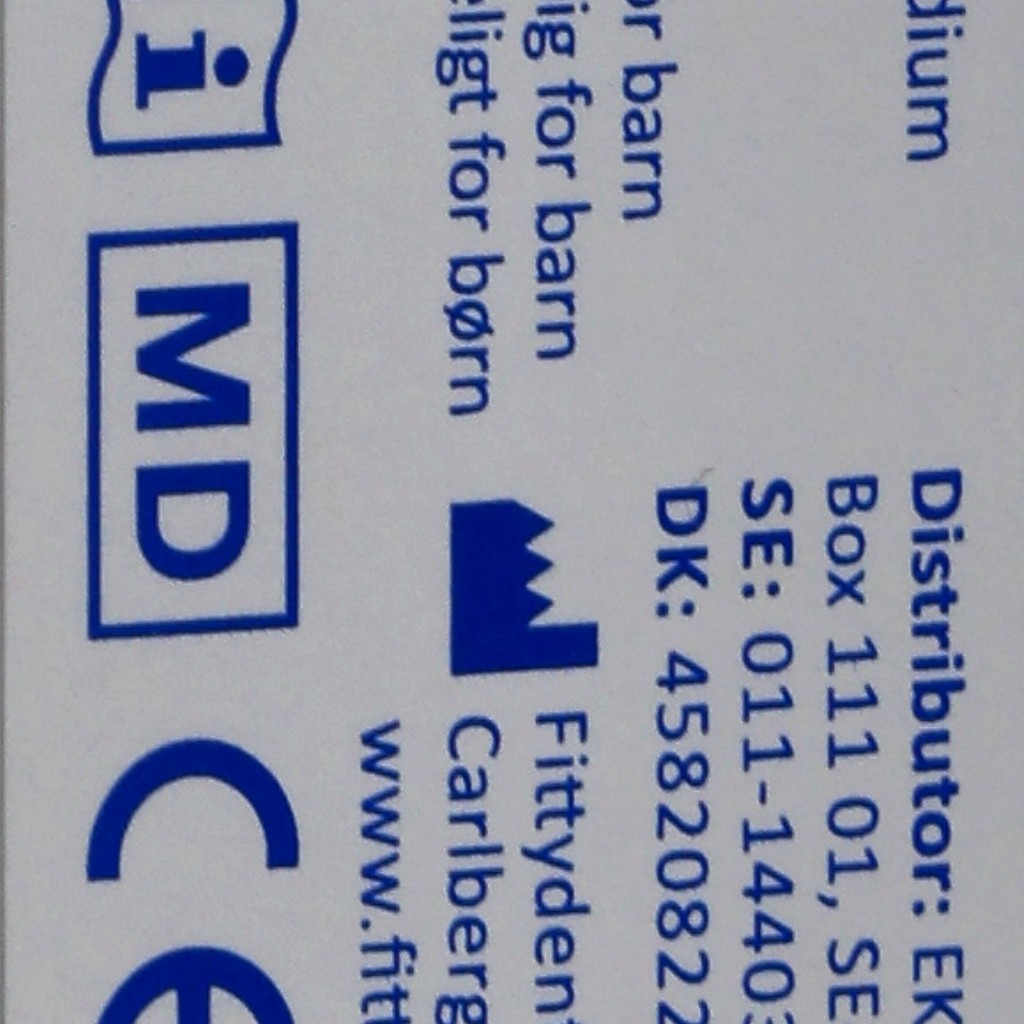 dium
Distributor: EK
Box 111 01, SE
SE: 011-1440
DK: 45820822
or barn
ig for barn
eligt for børn
Fittydent
Carlberg
www.fitt
i
MD
CE